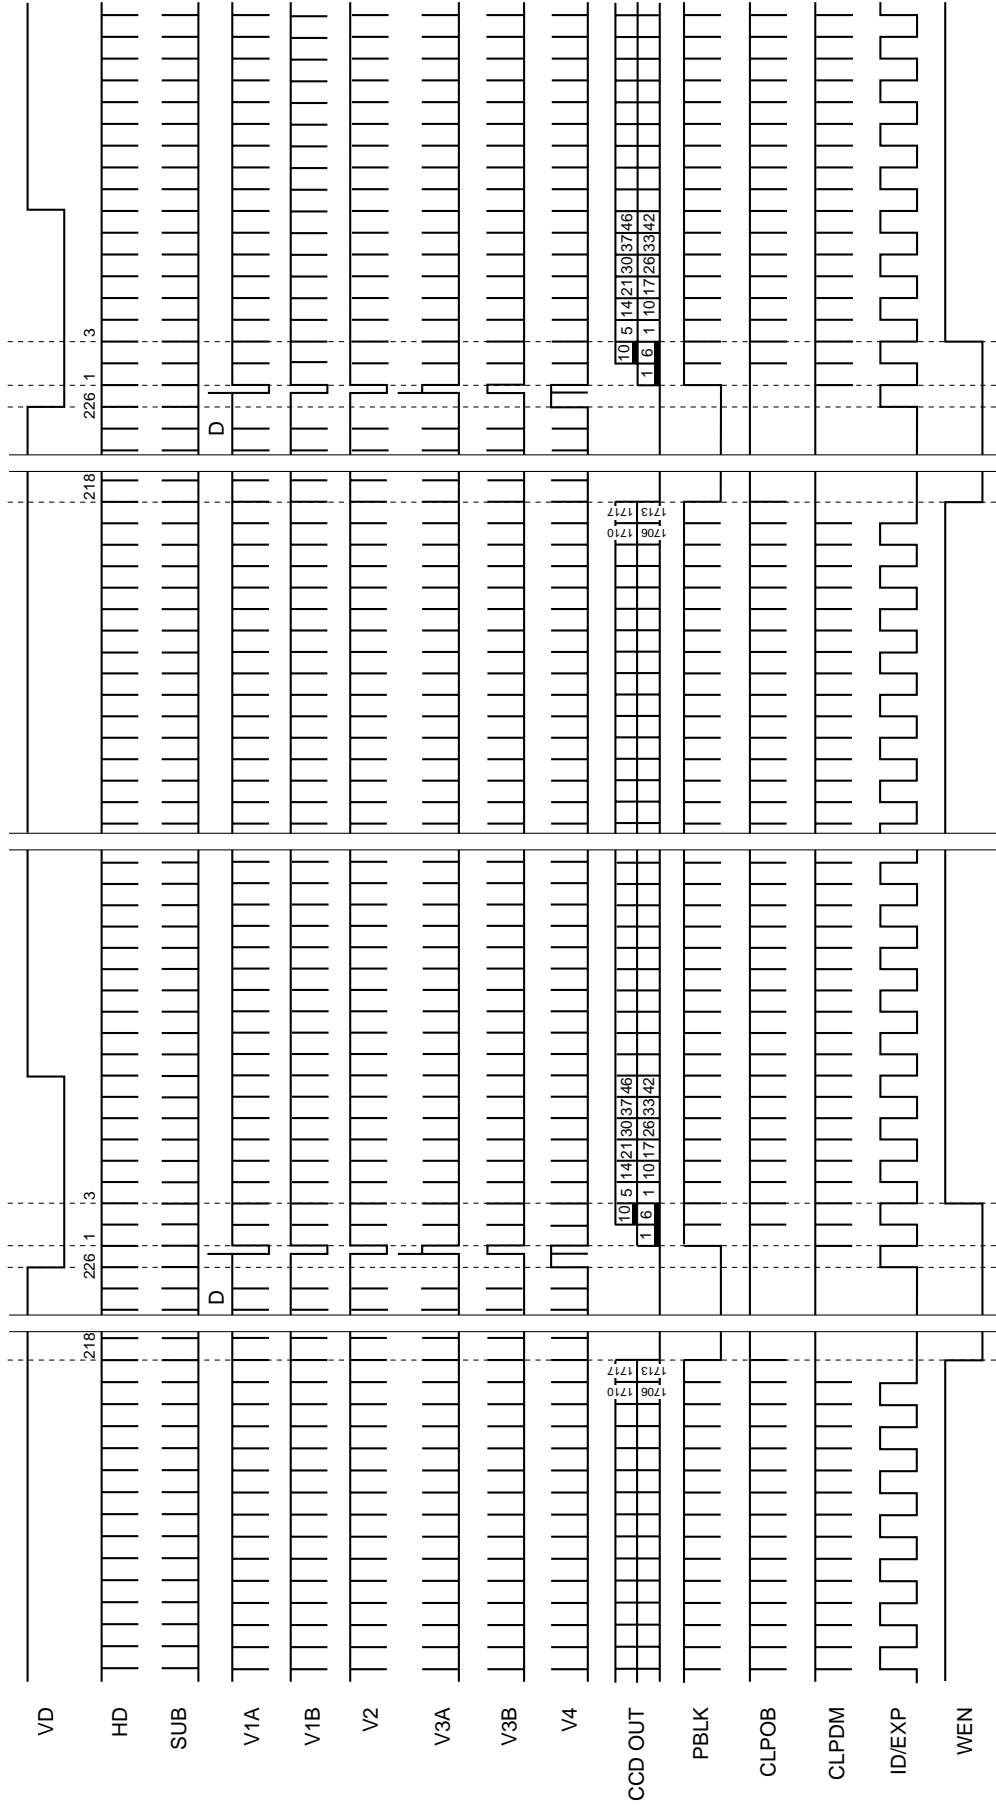 VD
218 226 1 3 218 226 1 3
HD
SUB
D D
V1A
V1B
V2
V3A
V3B
V4
1710 1717 10 5 14 21 30 37 46 1710 1717 10 5 14 21 30 37 46
CCD OUT
1706 1713 1 6 1 10 17 26 33 42 1706 1713 1 6 1 10 17 26 33 42
PBLK
CLPOB
CLPDM
ID/EXP
WEN